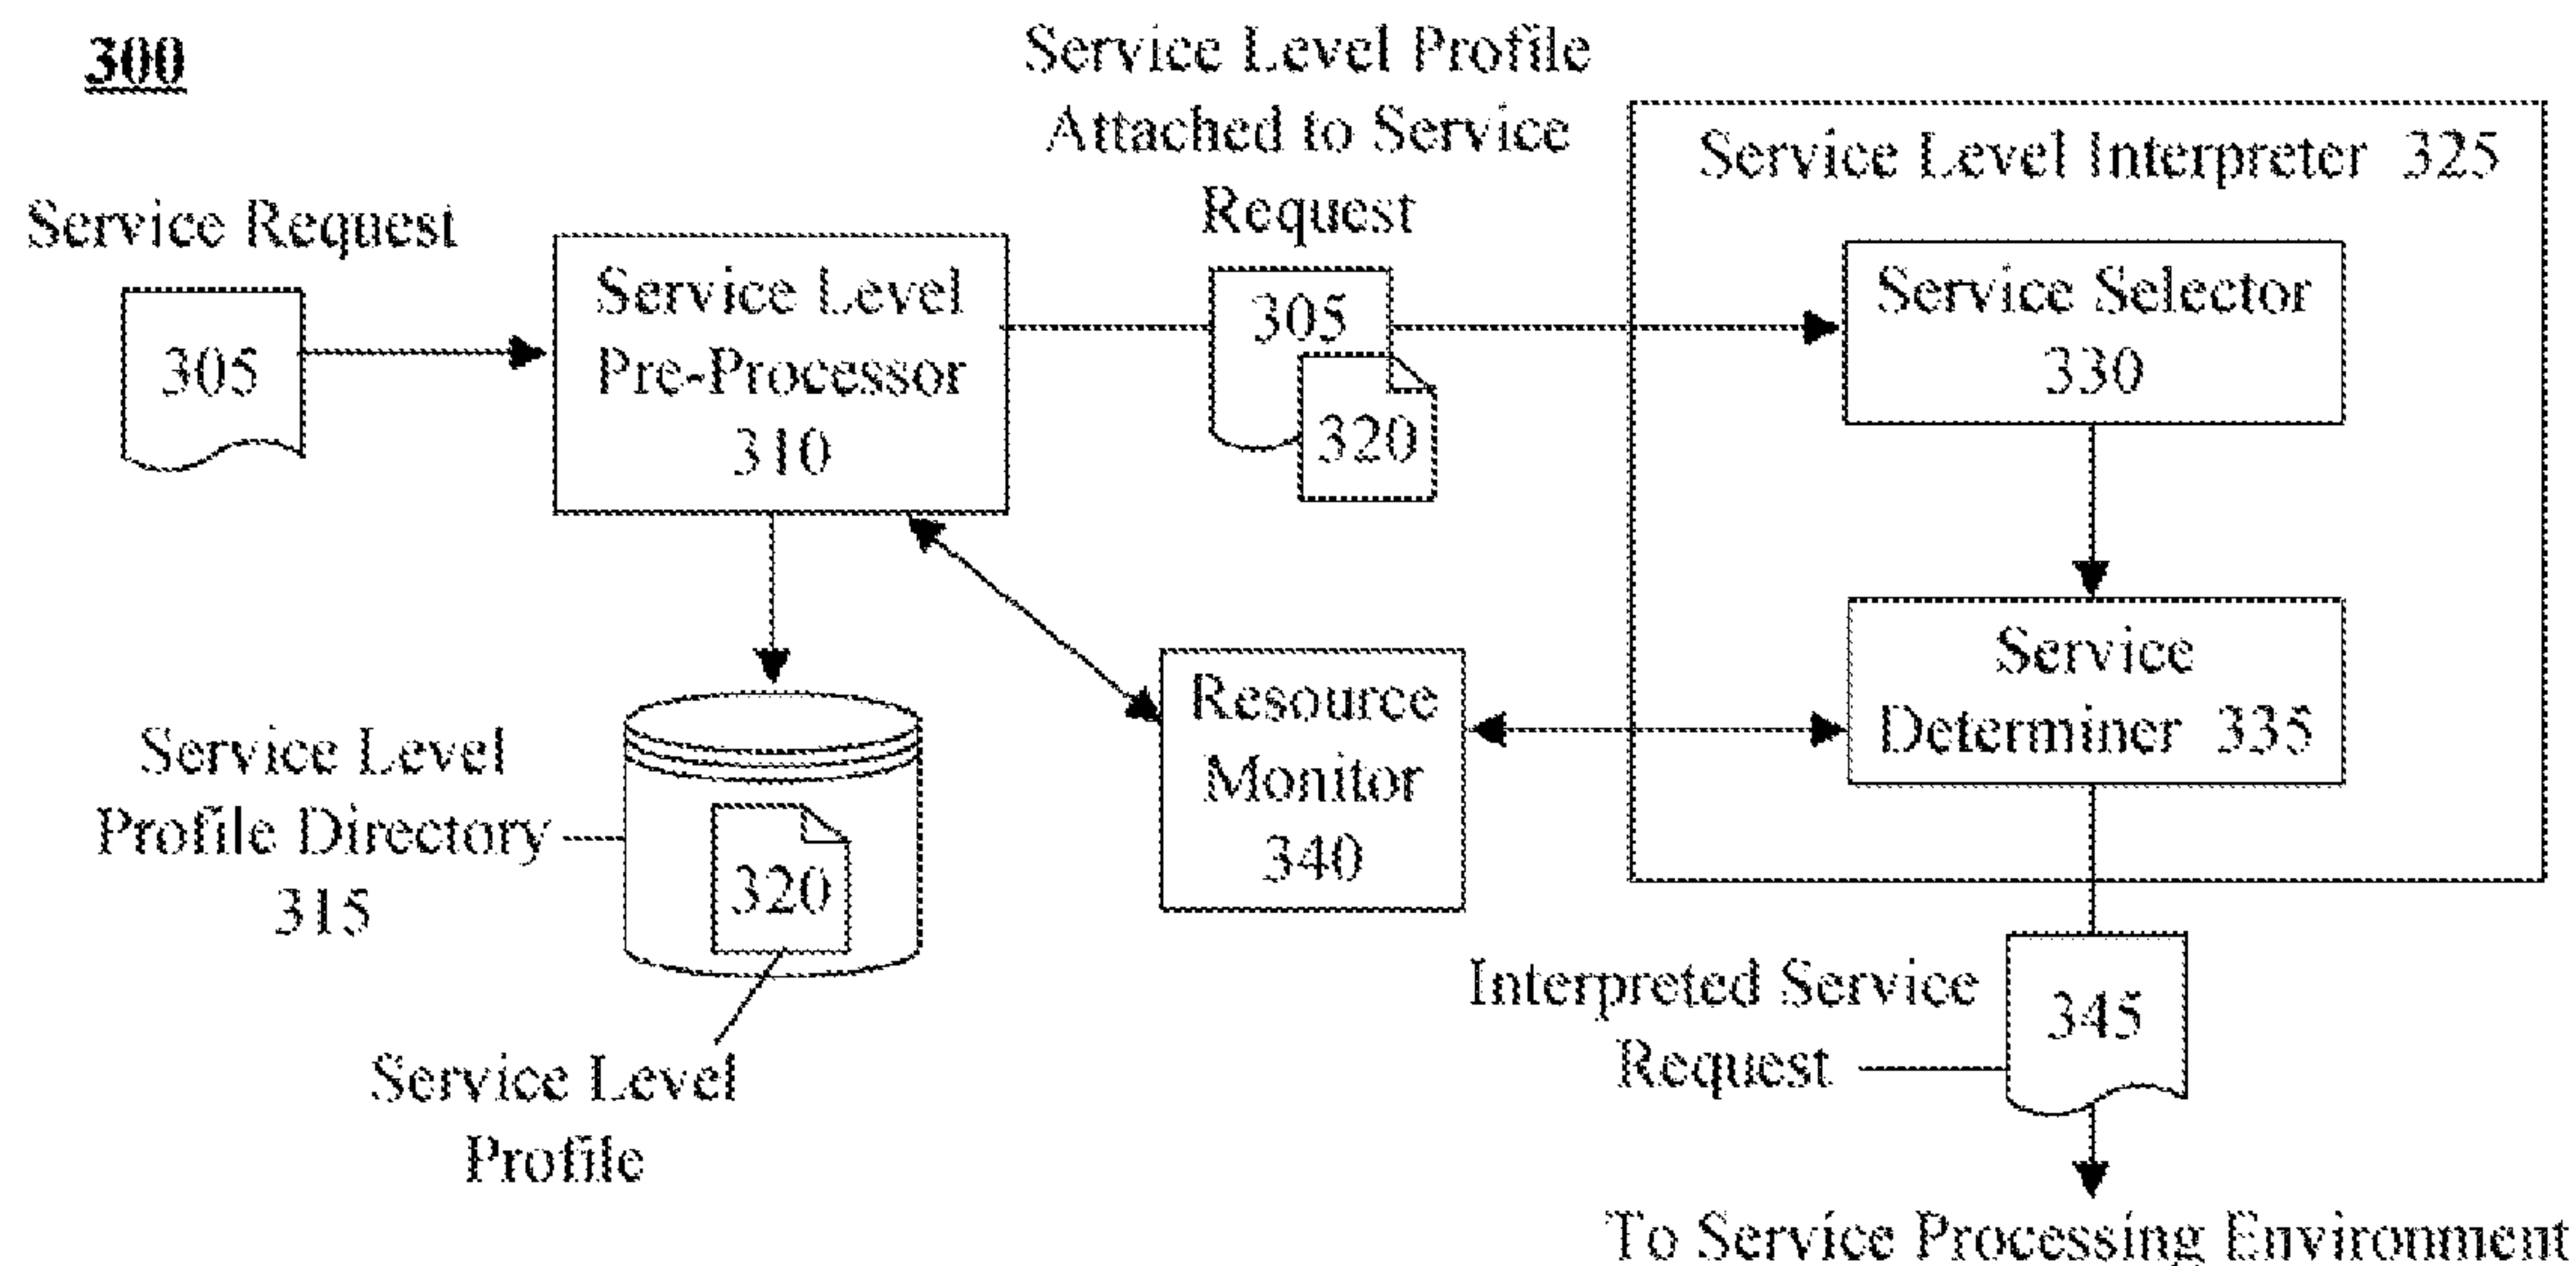 300
Service Request
305
Service Level
Pre-Processor
310
Service Level Profile
Attached to Service
Request
305
320
Service Level Interpreter 325
Service Selector
330
Service
Determiner 335
Resource
Monitor
340
Service Level
Profile Directory
315
320
Service Level
Profile
Interpreted Service
Request
345
To Service Processing Environment